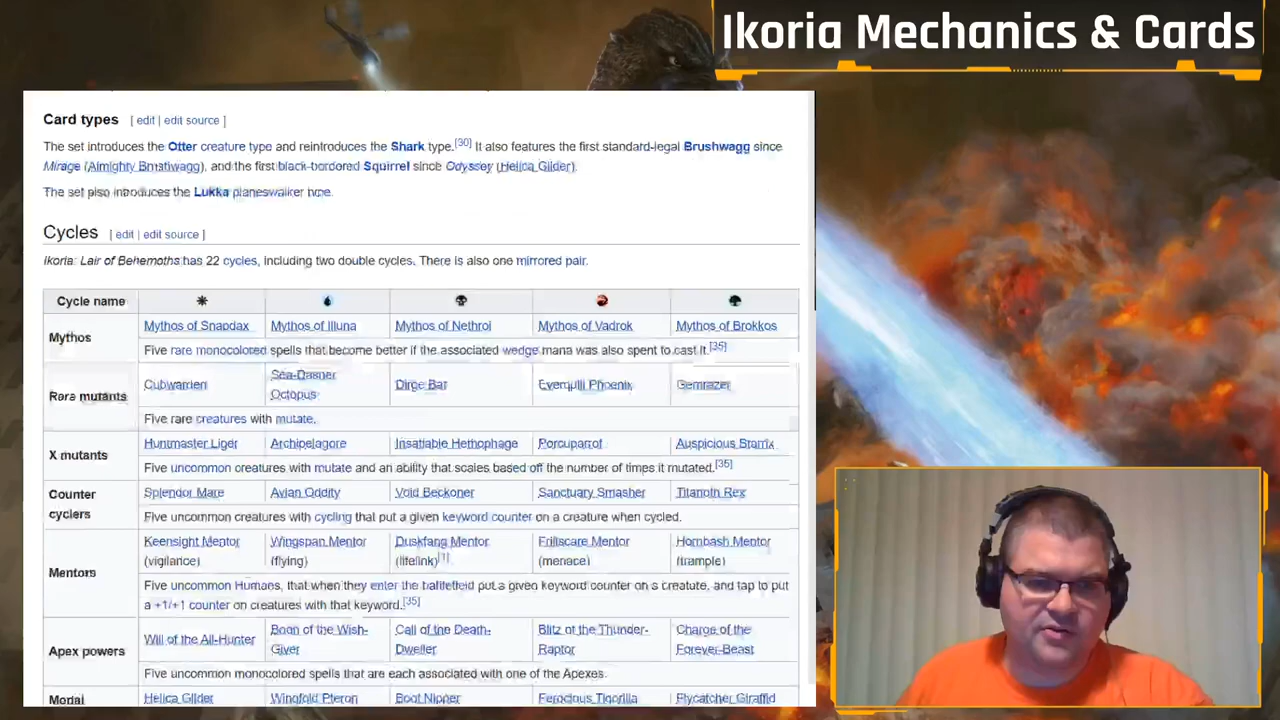 Ikoria Mechanics & Cards
Card types [ edit | edit source ]
The set introduces the Otter creature type and reintroduces the Shark type.[30] It also features the first standard-legal Brushwagg since
Mirage (Almighty Brushwagg), and the first black-bordered Squirrel since Odyssey (Helica Glider).
The set also introduces the Lukka planeswalker type.
Cycles [ edit | edit source ]
Ikoria: Lair of Behemoths has 22 cycles, including two double cycles. There is also one mirrored pair.
Cycle name
Mythos
Mythos of Snapdax Mythos of Illuna Mythos of Nethroi Mythos of Vadrok Mythos of Brokkos
Five rare monocolored spells that become better if the associated wedge mana was also spent to cast it.[35]
Rare mutants
Cubwarden Sea-Dasher Octopus Dirge Bat Everquill Phoenix Gemrazer
Five rare creatures with mutate.
X mutants
Huntmaster Liger Archipelagore Insatiable Hemophage Porcuparrot Auspicious Starrix
Five uncommon creatures with mutate and an ability that scales based off the number of times it mutated.[35]
Counter cyclers
Splendor Mare Avian Oddity Void Beckoner Sanctuary Smasher Titanoth Rex
Five uncommon creatures with cycling that put a given keyword counter on a creature when cycled.
Mentors
Keensight Mentor (vigilance) Wingspan Mentor (flying) Duskfang Mentor (lifelink)[1] Frillscare Mentor (menace) Hornbash Mentor (trample)
Five uncommon Humans, that when they enter the battlefield put a given keyword counter on a creature, and tap to put
a +1/+1 counter on creatures with that keyword.[35]
Apex powers
Will of the All-Hunter Boon of the Wish-Giver Call of the Death-Dweller Blitz of the Thunder-Raptor Charge of the Forever-Beast
Five uncommon monocolored spells that are each associated with one of the Apexes.
Modal
Helica Glider Wingfold Pteron Boot Nipper Ferocious Tigorilla Flycatcher Giraffid